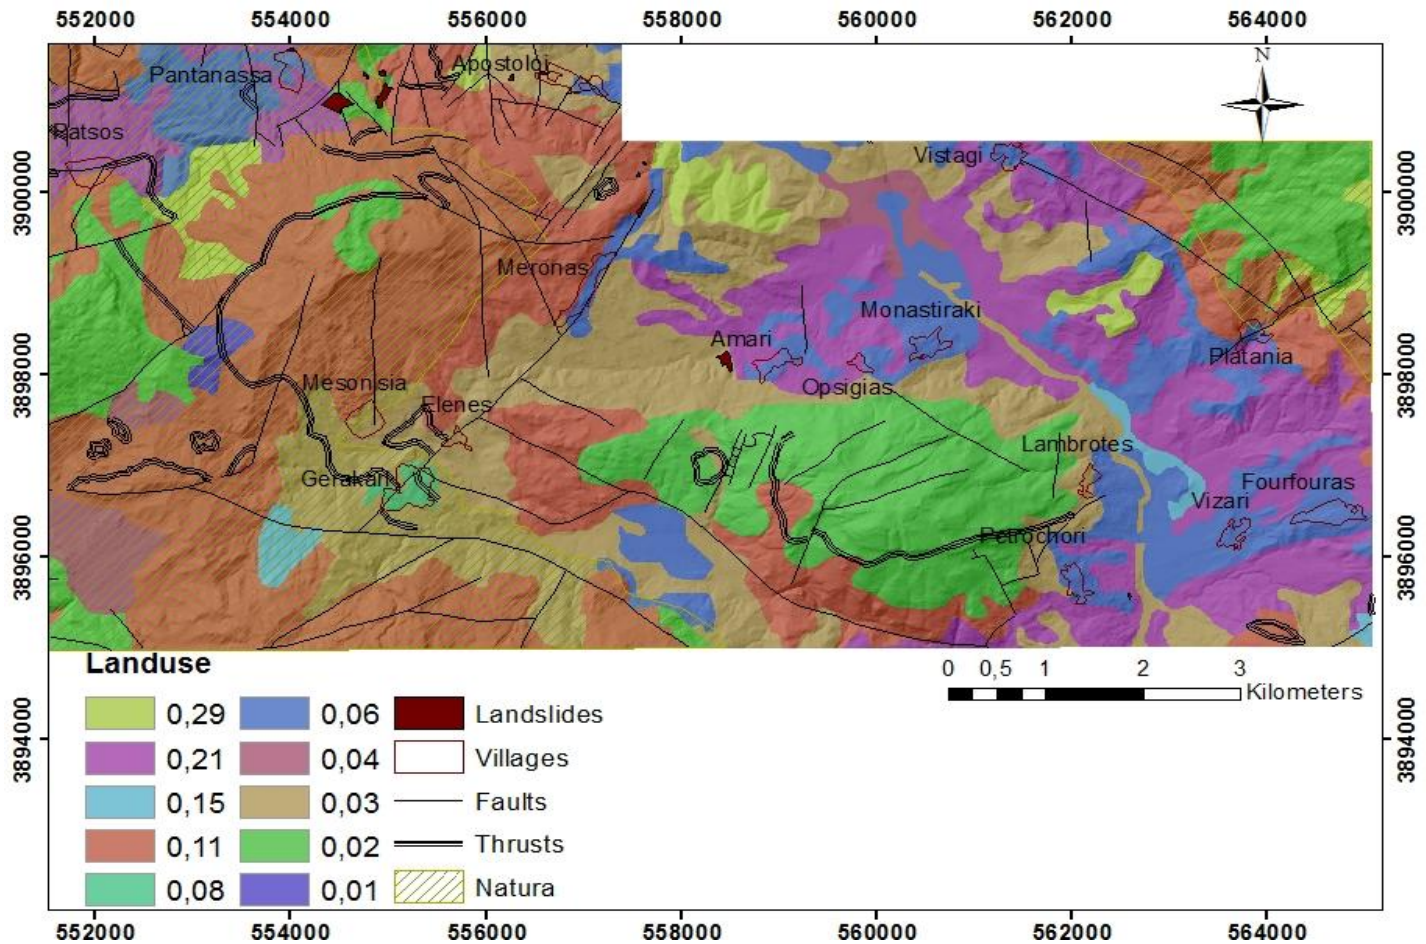 552000 554000 556000 558000 560000 562000 564000
N
Pantanassa
Apostoloi
Patsos
Vistagi
3900000
3900000
Meronas
Monastiraki
Amari
Platania
Opsigias
3898000
3898000
Mesonisia
Elenes
Lambrotes
Gerakari
Fourfouras
Vizari
Petrochori
3896000
3896000
Landuse
0 0,5 1 2 3
Kilometers
0,29 0,06 Landslides
0,21 0,04 Villages
0,15 0,03 Faults
0,11 0,02 Thrusts
0,08 0,01 Natura
3894000
3894000
552000 554000 556000 558000 560000 562000 564000